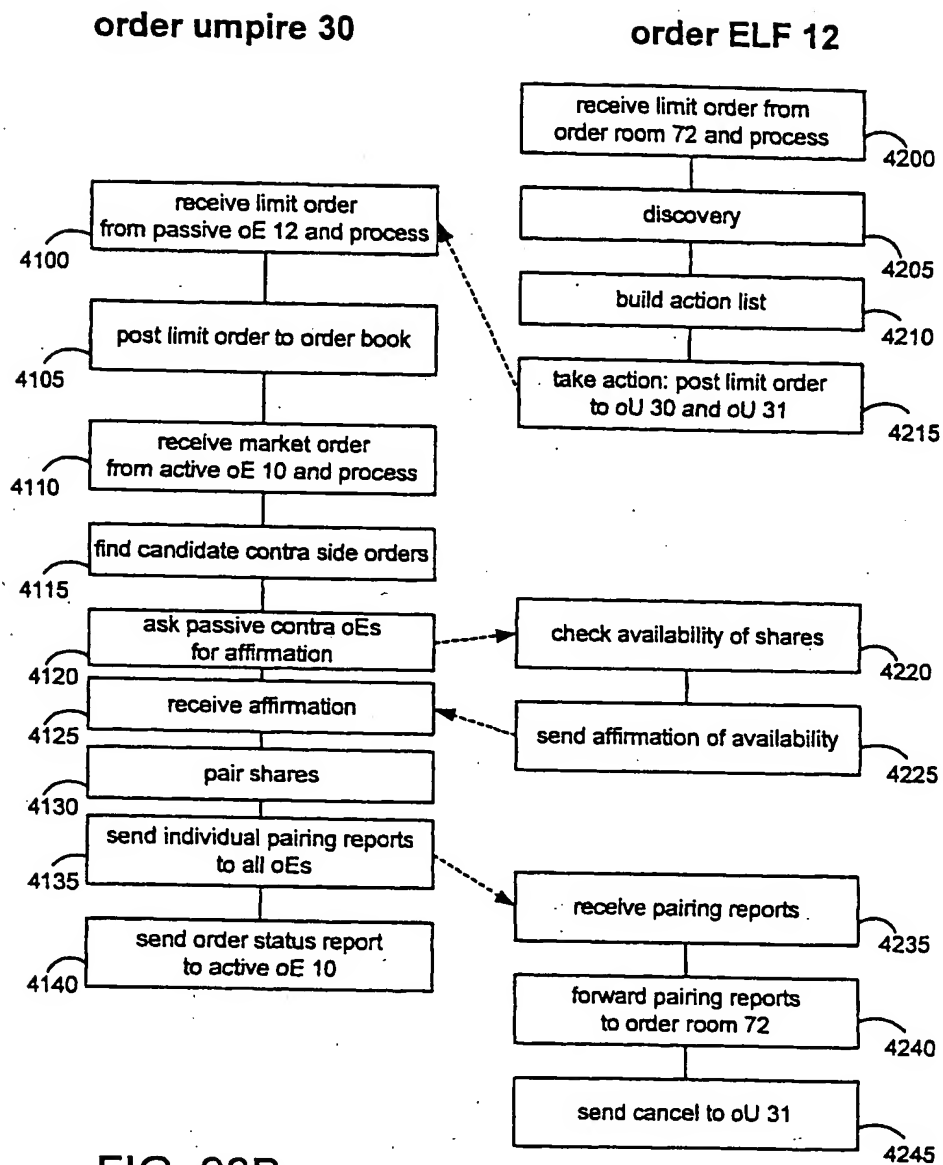 order umpire 30
receive limit order
from passive oE 12 and process
4100
post limit order to order book
4105
receive market order
from active oE 10 and process
4110
find candidate contra side orders
4115
ask passive contra oEs
for affirmation
4120
receive affirmation
4125
pair shares
4130
send individual pairing reports
to all oEs
4135
send order status report
to active oE 10
4140
order ELF 12
receive limit order from
order room 72 and process
4200
discovery
4205
build action list
4210
take action: post limit order
to oU 30 and oU 31
4215
check availability of shares
4220
send affirmation of availability
4225
receive pairing reports
4235
forward pairing reports
to order room 72
4240
send cancel to oU 31
4245